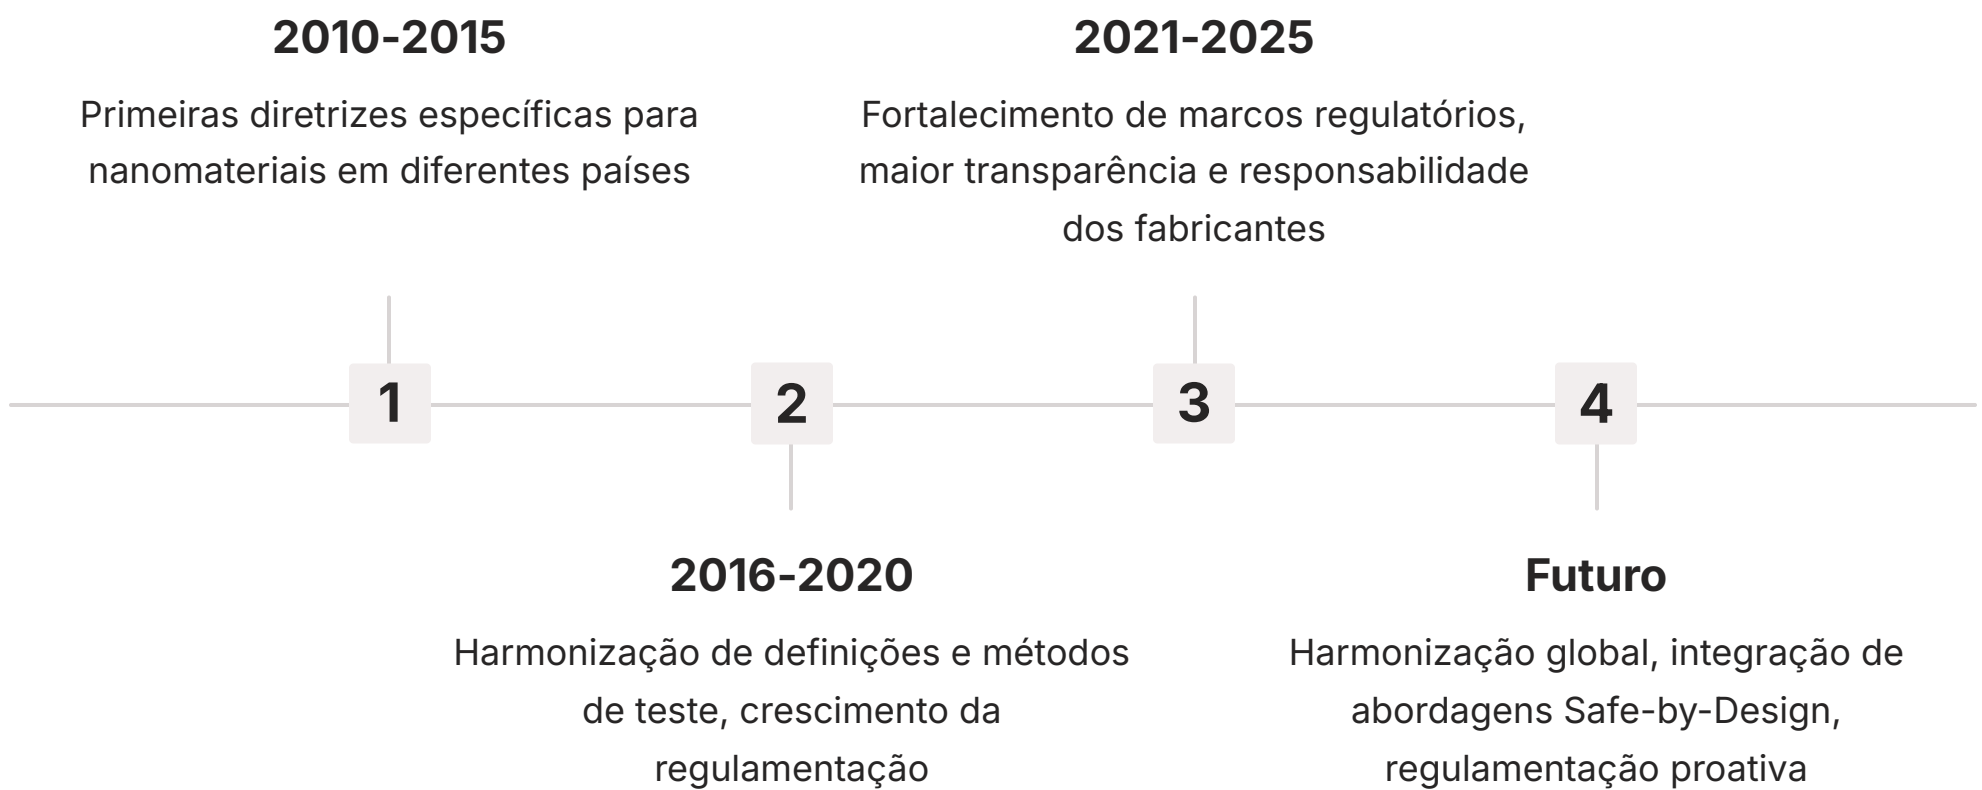 2010-2015
Primeiras diretrizes específicas para
nanomateriais em diferentes países
2021-2025
Fortalecimento de marcos regulatórios,
maior transparência e responsabilidade
dos fabricantes
1
2
3
4
2016-2020
Harmonização de definições e métodos
de teste, crescimento da
regulamentação
Futuro
Harmonização global, integração de
abordagens Safe-by-Design,
regulamentação proativa